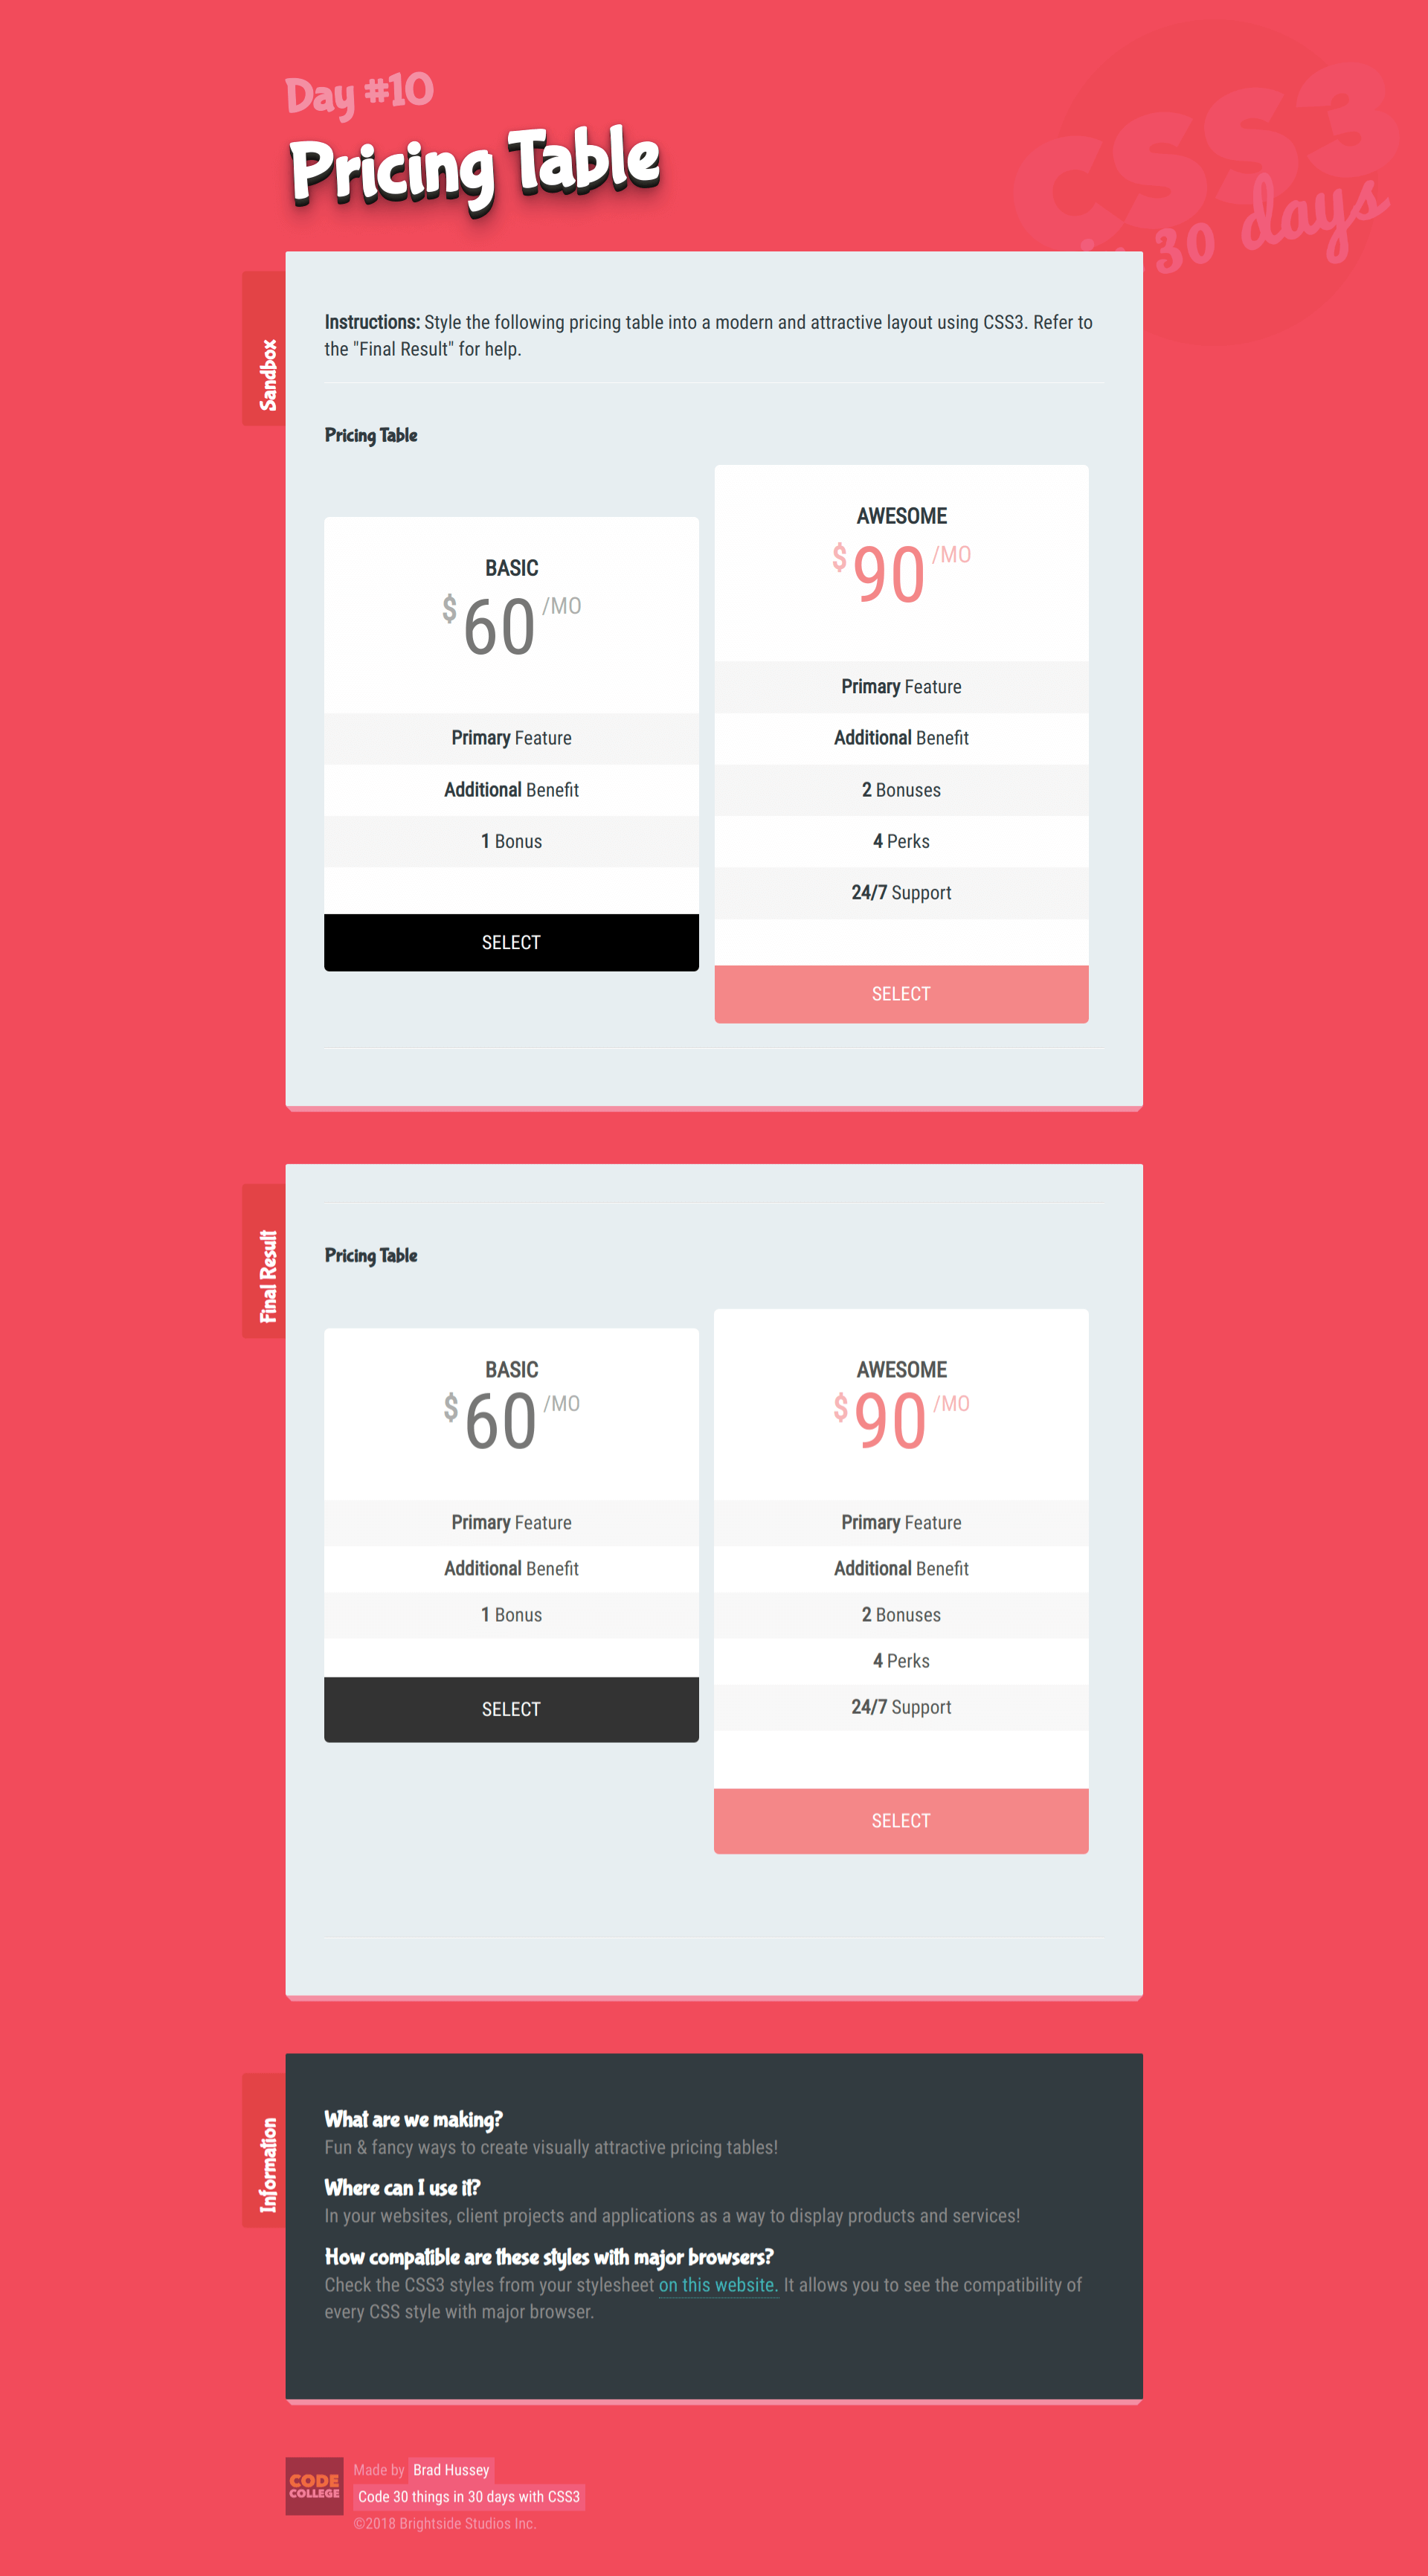 CSS3
30 days
Day #10
Pricing Table
Sandbox
Instructions: Style the following pricing table into a modern and attractive layout using CSS3. Refer to
the "Final Result" for help.
Pricing Table
BASIC
$60/MO
Primary Feature
Additional Benefit
1 Bonus
SELECT
AWESOME
$90/MO
Primary Feature
Additional Benefit
2 Bonuses
4 Perks
24/7 Support
SELECT
Final Result
Pricing Table
BASIC
$60/MO
Primary Feature
Additional Benefit
1 Bonus
SELECT
AWESOME
$90/MO
Primary Feature
Additional Benefit
2 Bonuses
4 Perks
24/7 Support
SELECT
Information
What are we making?
Fun & fancy ways to create visually attractive pricing tables!
Where can I use it?
In your websites, client projects and applications as a way to display products and services!
How compatible are these styles with major browsers?
Check the CSS3 styles from your stylesheet on this website. It allows you to see the compatibility of
every CSS style with major browser.
CODE
COLLEGE
Made by Brad Hussey
Code 30 things in 30 days with CSS3
©2018 Brightside Studios Inc.